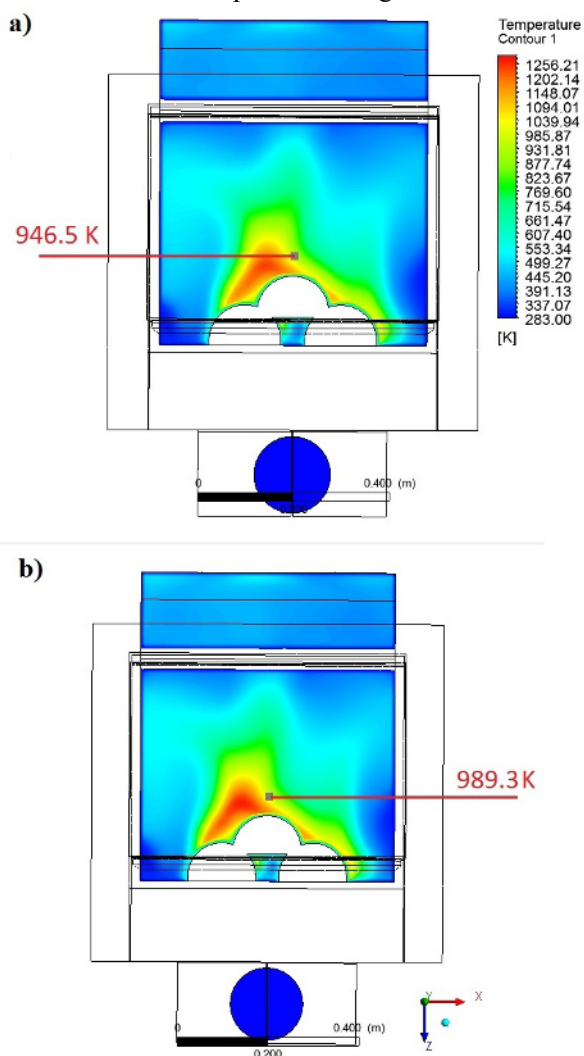 a)
Temperature
Contour 1
1256.21
1202.14
1148.07
1094.01
1039.94
985.87
931.81
877.74
823.67
769.60
715.54
661.47
607.40
553.34
499.27
445.20
391.13
337.07
283.00
[K]
946.5 K
0 0.400 (m)
b)
989.3 K
0 0.400 (m)
0.200
Y X
Z